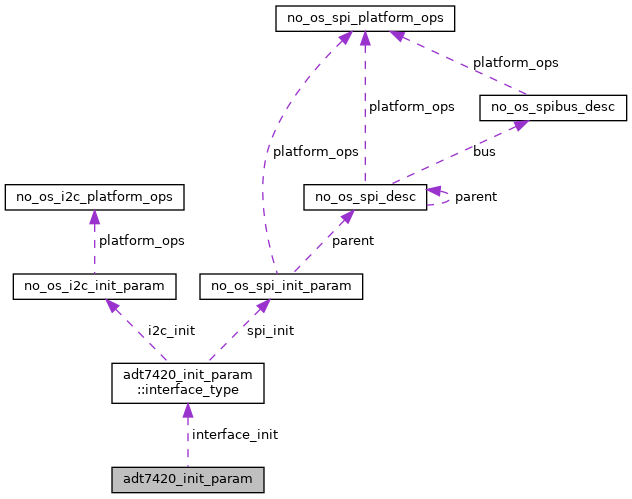 no_os_spi_platform_ops
platform_ops
no_os_spibus_desc
platform_ops
platform_ops
bus
no_os_i2c_platform_ops
no_os_spi_desc
parent
platform_ops
parent
no_os_i2c_init_param
no_os_spi_init_param
i2c_init
spi_init
adt7420_init_param
::interface_type
interface_init
adt7420_init_param